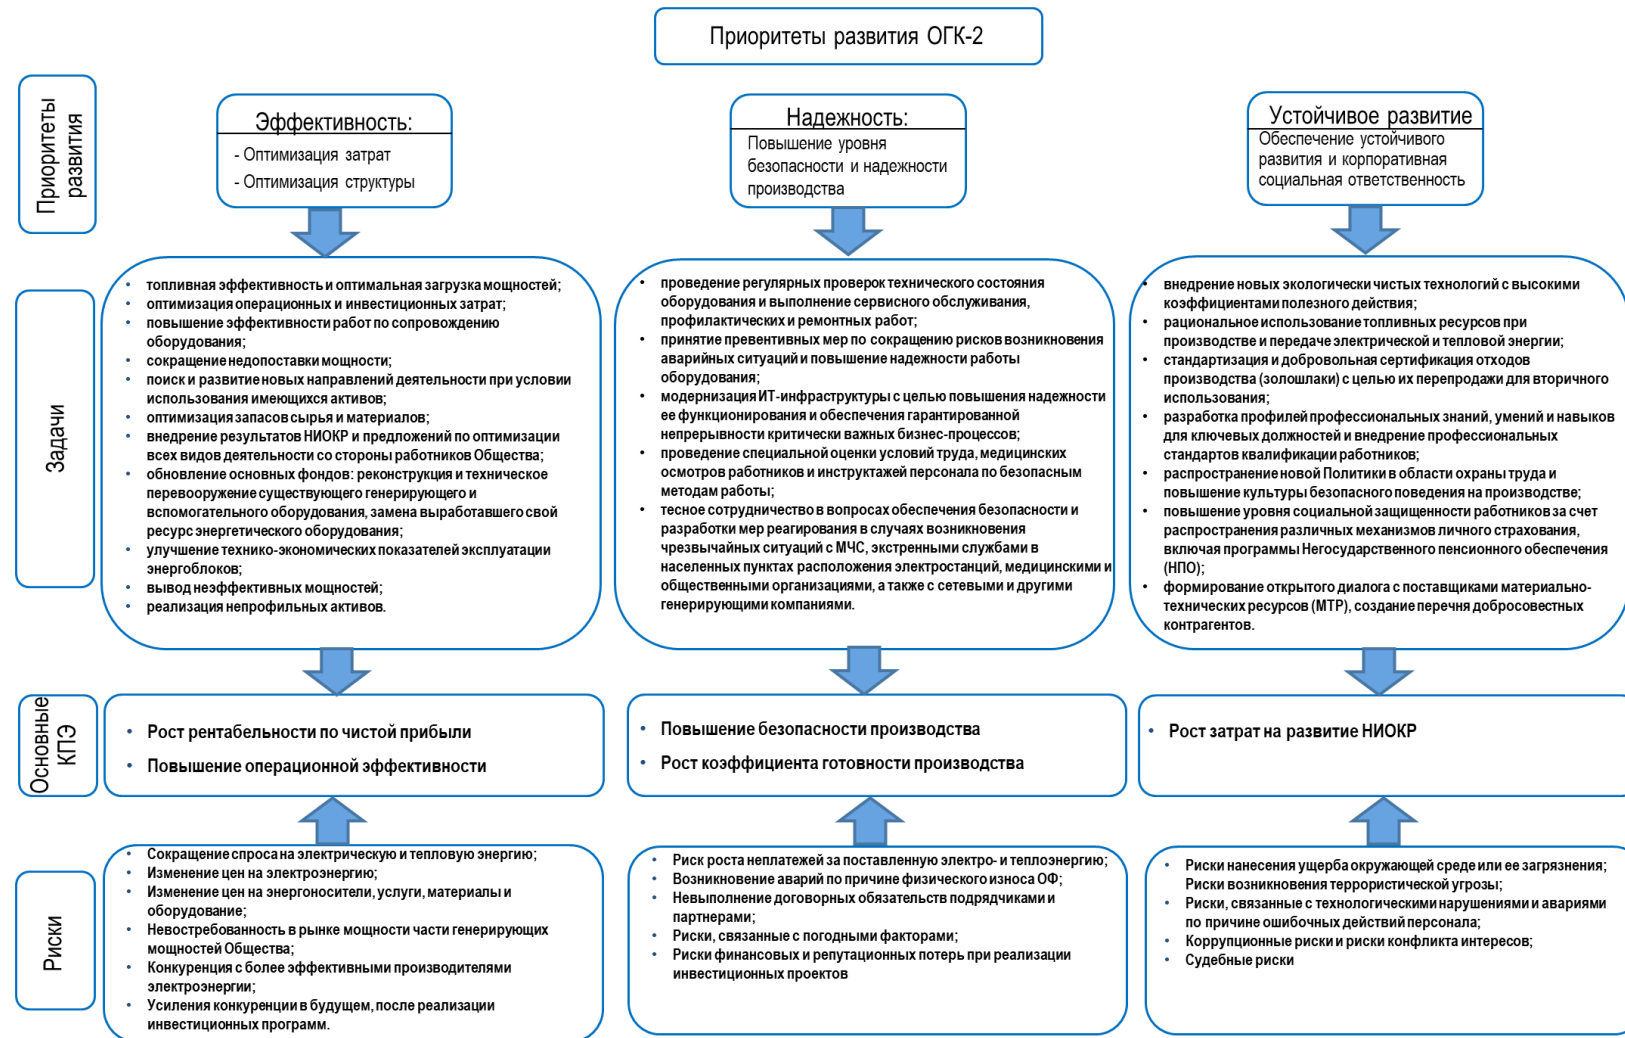 Приоритеты развития ОГК-2
Приоритеты
развития
Эффективность:
- Оптимизация затрат
- Оптимизация структуры
Надежность:
Повышение уровня
безопасности и надежности
производства
Устойчивое развитие
Обеспечение устойчивого
развития и корпоративная
социальная ответственность
Задачи
• топливная эффективность и оптимальная загрузка мощностей;
• оптимизация операционных и инвестиционных затрат;
• повышение эффективности работ по сопровождению
оборудования;
• сокращение недопоставки мощности;
• поиск и развитие новых направлений деятельности при условии
использования имеющихся активов;
• оптимизация запасов сырья и материалов;
• внедрение результатов НИОКР и предложений по оптимизации
всех видов деятельности со стороны работников Общества;
• обновление основных фондов: реконструкция и техническое
перевооружение существующего генерирующего и
вспомогательного оборудования, замена выработавшего свой
ресурс энергетического оборудования;
• улучшение технико-экономических показателей эксплуатации
энергоблоков;
• вывод неэффективных мощностей;
• реализация непрофильных активов.
• проведение регулярных проверок технического состояния
оборудования и выполнение сервисного обслуживания,
профилактических и ремонтных работ;
• принятие превентивных мер по сокращению рисков возникновения
аварийных ситуаций и повышение надежности работы
оборудования;
• модернизация ИТ-инфраструктуры с целью повышения надежности
ее функционирования и обеспечения гарантированной
непрерывности критически важных бизнес-процессов;
• проведение специальной оценки условий труда, медицинских
осмотров работников и инструктажей персонала по безопасным
методам работы;
• тесное сотрудничество в вопросах обеспечения безопасности и
разработки мер реагирования в случаях возникновения
чрезвычайных ситуаций с МЧС, экстренными службами в
населенных пунктах расположения электростанций, медицинскими и
общественными организациями, а также с сетевыми и другими
генерирующими компаниями.
• внедрение новых экологически чистых технологий с высокими
коэффициентами полезного действия;
• рациональное использование топливных ресурсов при
производстве и передаче электрической и тепловой энергии;
• стандартизация и добровольная сертификация отходов
производства (золошлаки) с целью их перепродажи для вторичного
использования;
• разработка профилей профессиональных знаний, умений и навыков
для ключевых должностей и внедрение профессиональных
стандартов квалификации работников;
• распространение новой Политики в области охраны труда и
повышение культуры безопасного поведения на производстве;
• повышение уровня социальной защищенности работников за счет
распространения различных механизмов личного страхования,
включая программы Негосударственного пенсионного обеспечения
(НПО);
• формирование открытого диалога с поставщиками материально-
технических ресурсов (МТР), создание перечня добросовестных
контрагентов.
Основные
КПЭ
• Рост рентабельности по чистой прибыли
• Повышение операционной эффективности
• Повышение безопасности производства
• Рост коэффициента готовности производства
• Рост затрат на развитие НИОКР
Риски
• Сокращение спроса на электрическую и тепловую энергию;
• Изменение цен на электроэнергию;
• Изменение цен на энергоносители, услуги, материалы и
оборудование;
• Невостребованность в рынке мощности части генерирующих
мощностей Общества;
• Конкуренция с более эффективными производителями
электроэнергии;
• Усиления конкуренции в будущем, после реализации
инвестиционных программ.
• Риск роста неплатежей за поставленную электро- и теплоэнергию;
• Возникновение аварий по причине физического износа ОФ;
• Невыполнение договорных обязательств подрядчиками и
партнерами;
• Риски, связанные с погодными факторами;
• Риски финансовых и репутационных потерь при реализации
инвестиционных проектов
• Риски нанесения ущерба окружающей среде или ее загрязнения;
Риски возникновения террористической угрозы;
• Риски, связанные с технологическими нарушениями и авариями
по причине ошибочных действий персонала;
• Коррупционные риски и риски конфликта интересов;
• Судебные риски